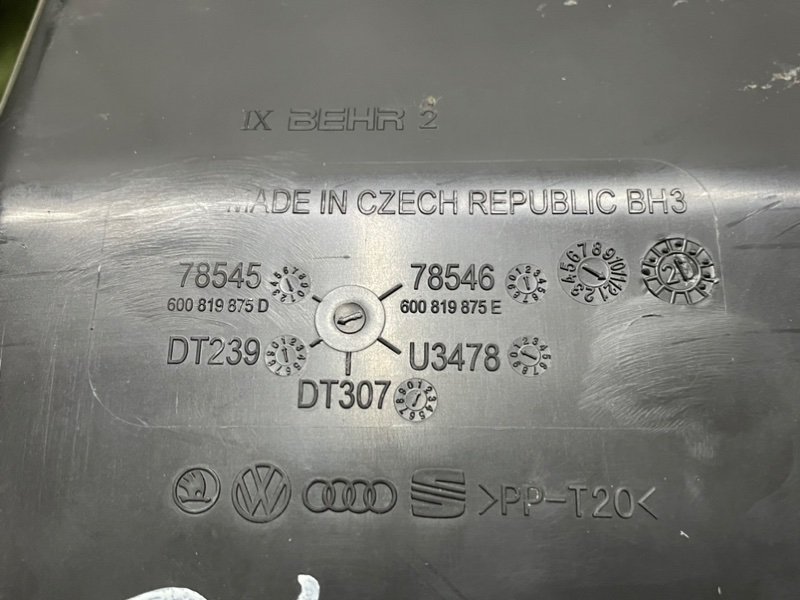 IX BEHR 2
MADE IN CZECH REPUBLIC BH3
78545
78546
600 819 875 D
600 819 875 E
DT239
U3478
DT307
>PP-T20<